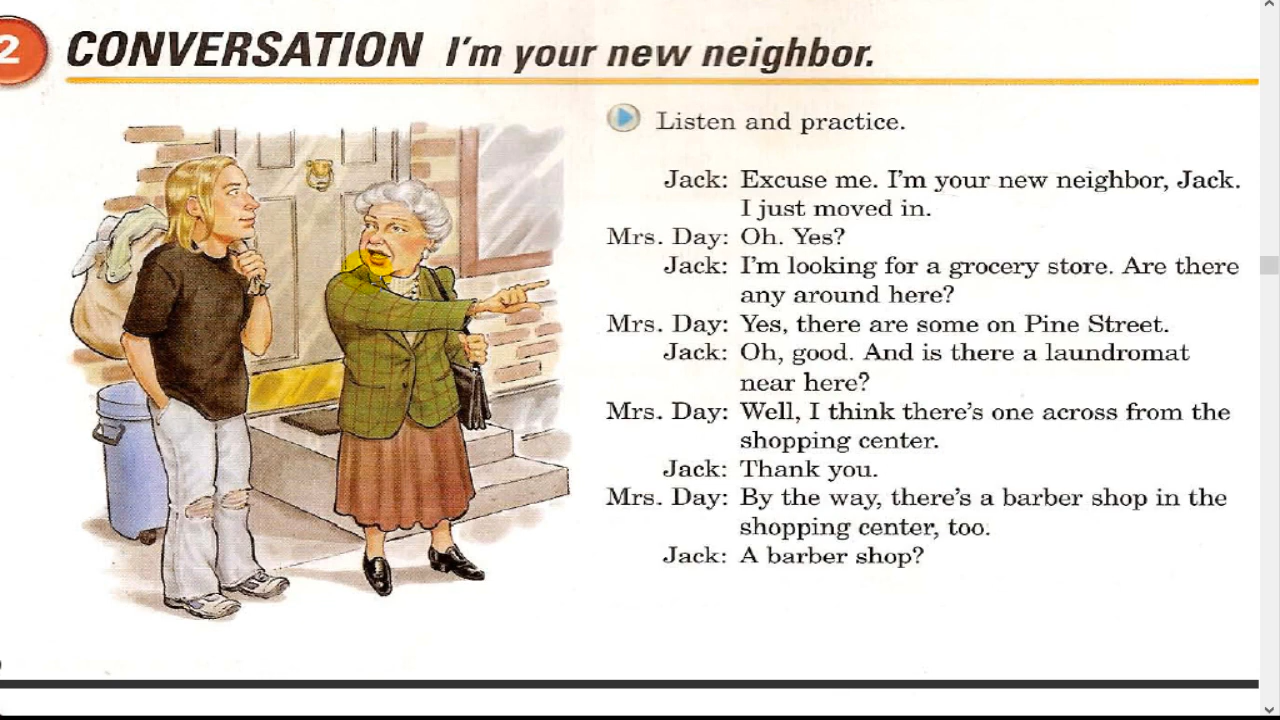 2 CONVERSATION I'm your new neighbor.
Listen and practice.
Jack: Excuse me. I'm your new neighbor, Jack.
I just moved in.
Mrs. Day: Oh. Yes?
Jack: I'm looking for a grocery store. Are there
any around here?
Mrs. Day: Yes, there are some on Pine Street.
Jack: Oh, good. And is there a laundromat
near here?
Mrs. Day: Well, I think there's one across from the
shopping center.
Jack: Thank you.
Mrs. Day: By the way, there's a barber shop in the
shopping center, too.
Jack: A barber shop?